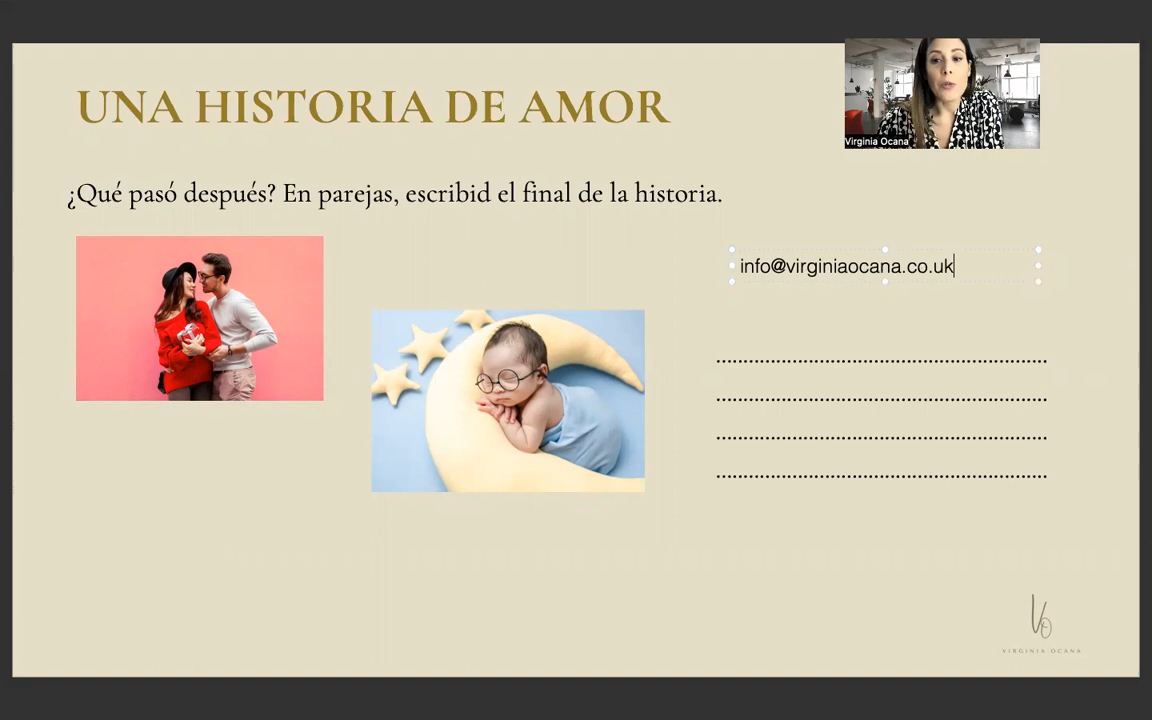 UNA HISTORIA DE AMOR
Virginia Ocana
¿Qué pasó después? En parejas, escribid el final de la historia.
info@virginiaocana.co.uk
VO
VIRGINIA OCANA